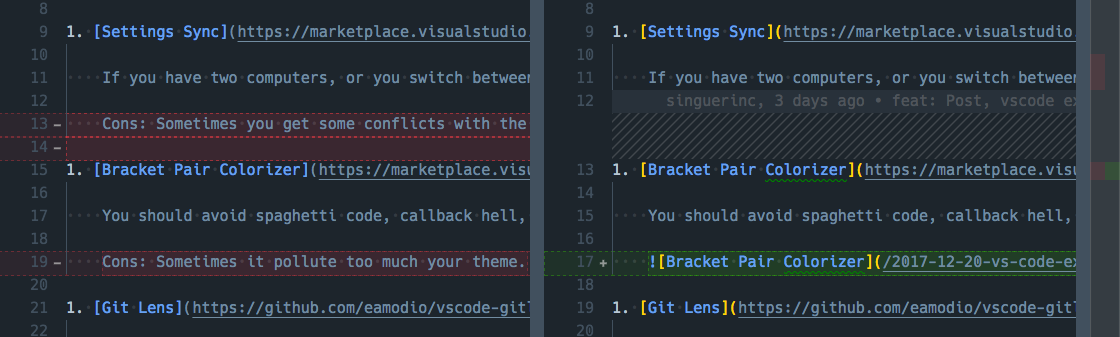 8
9 1. [Settings Sync](https://marketplace.visualstudio.
10
11 If you have two computers, or you switch between
12
13 – Cons: Sometimes you get some conflicts with the
14 –
15 1. [Bracket Pair Colorizer](https://marketplace.visu
16
17 You should avoid spaghetti code, callback hell,
18
19 – Cons: Sometimes it pollute too much your theme.
20
21 1. [Git Lens](https://github.com/eamodio/vscode-git
22
8
9 1. [Settings Sync](https://marketplace.visualstudio.
10
11 If you have two computers, or you switch between
12 singuerinc, 3 days ago • feat: Post, vscode ex
13 1. [Bracket Pair Colorizer](https://marketplace.visu
14
15 You should avoid spaghetti code, callback hell,
16
17 + ![Bracket Pair Colorizer](/2017-12-20-vs-code-ex
18
19 1. [Git Lens](https://github.com/eamodio/vscode-git
20